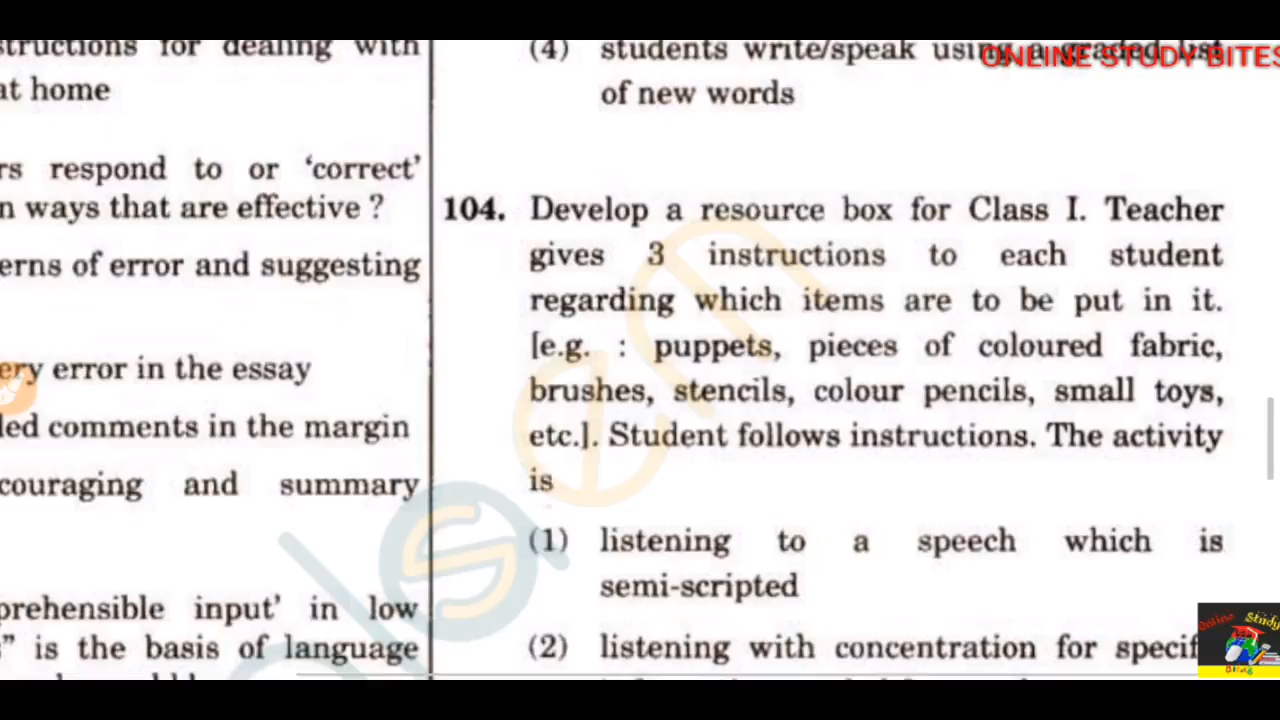 structions for dealing with
at home
rs respond to or 'correct'
n ways that are effective ?
erns of error and suggesting
ery error in the essay
led comments in the margin
couraging and summary
prehensible input' in low
" is the basis of language
(4) students write/speak using a graded list
of new words
ONLINE STUDY BITES
104. Develop a resource box for Class I. Teacher
gives 3 instructions to each student
regarding which items are to be put in it.
[e.g. : puppets, pieces of coloured fabric,
brushes, stencils, colour pencils, small toys,
etc.]. Student follows instructions. The activity
is
(1) listening to a speech which is
semi-scripted
(2) listening with concentration for specif
Online Study
Bites